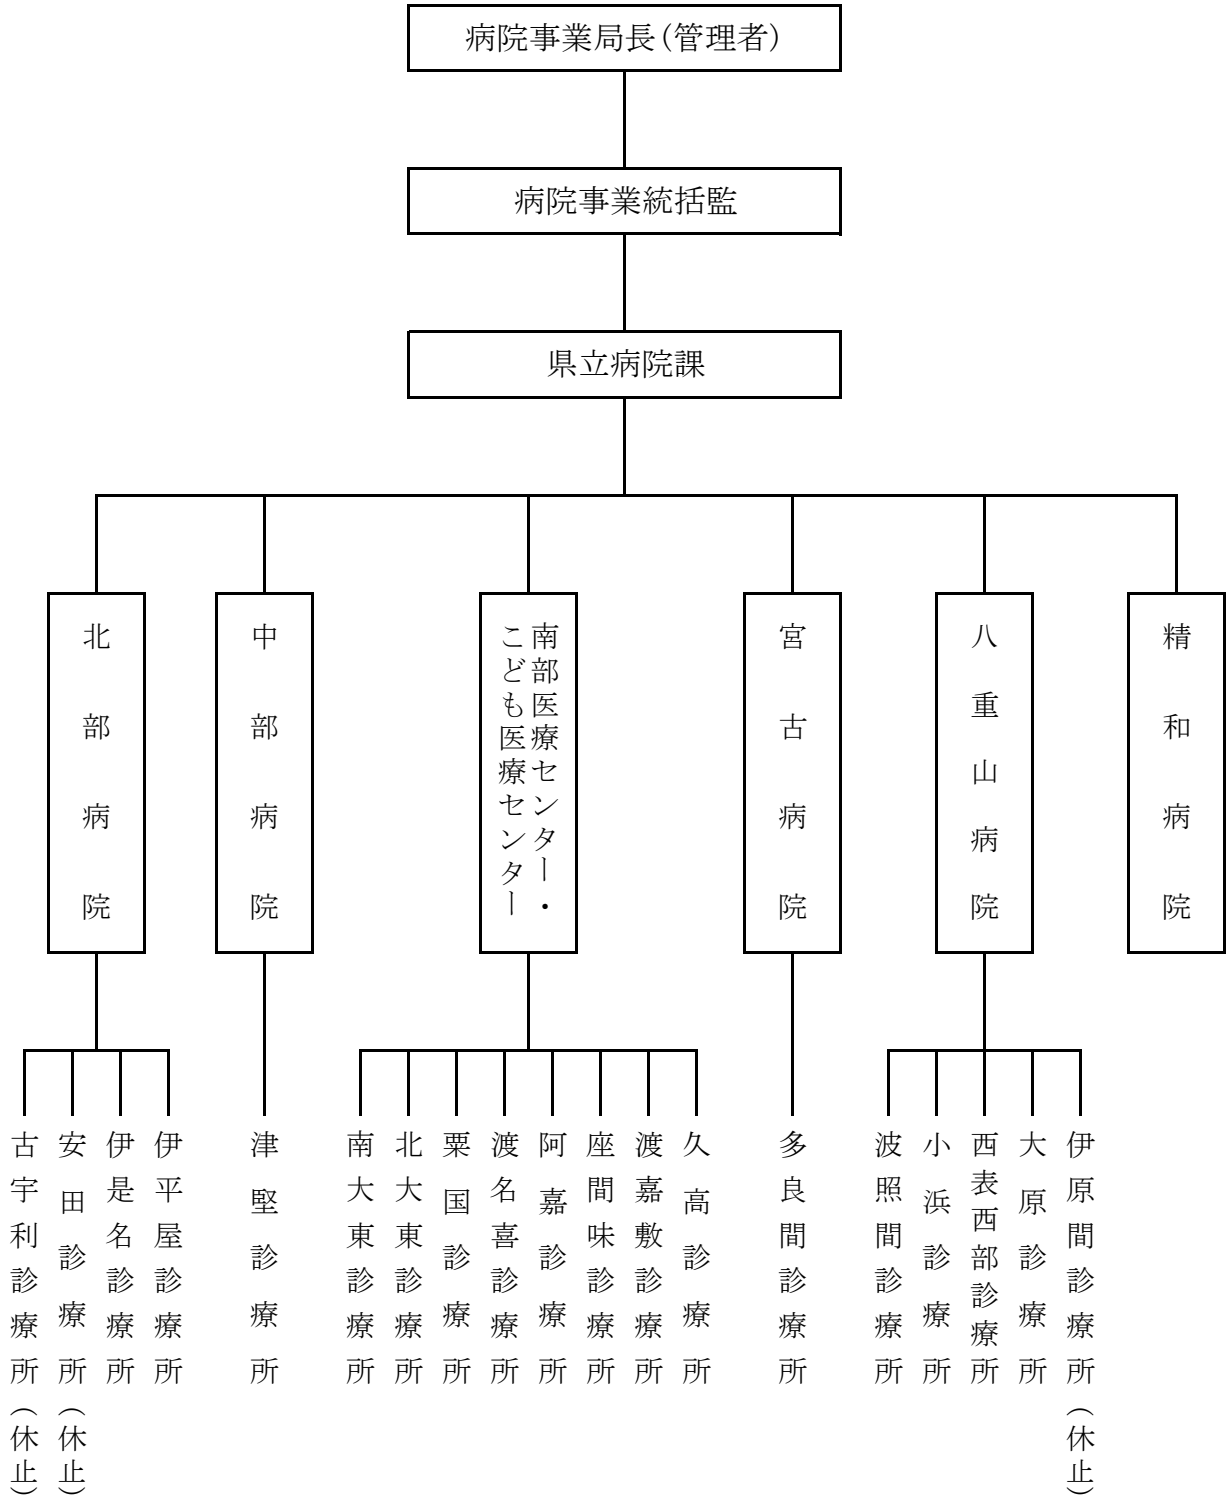 病院事業局長（管理者）
病院事業統括監
県立病院課
北部病院
中部病院
南部医療センター・
こども医療センター
宮古病院
八重山病院
精和病院
古宇利診療所（休止）
安田診療所（休止）
伊是名診療所
伊平屋診療所
津堅診療所
南大東診療所
北大東診療所
粟国診療所
渡名喜診療所
阿嘉診療所
座間味診療所
渡嘉敷診療所
久高診療所
多良間診療所
波照間診療所
小浜診療所
西表西部診療所
大原診療所
伊原間診療所（休止）